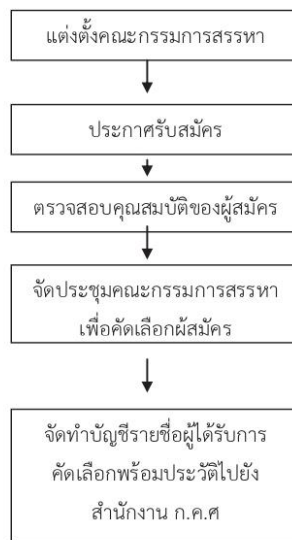 แต่งตั้งคณะกรรมการสรรหา
ประกาศรับสมัคร
ตรวจสอบคุณสมบัติของผู้สมัคร
จัดประชุมคณะกรรมการสรรหา
เพื่อคัดเลือกผู้สมัคร
จัดทำบัญชีรายชื่อผู้ได้รับการ
คัดเลือกพร้อมประวัติไปยัง
สำนักงาน ก.ค.ศ